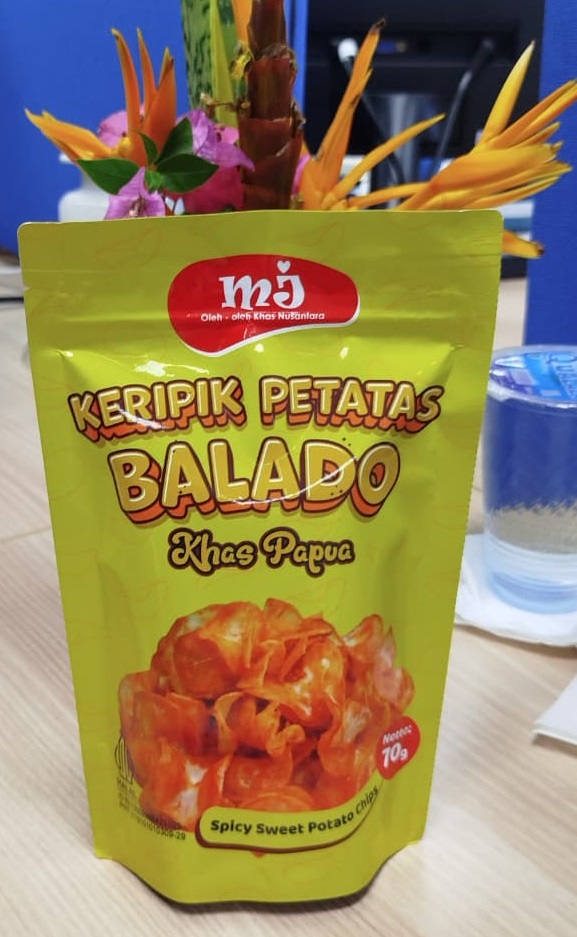 mj
Oleh - oleh Khas Nusantara
KERIPIK PETATAS
BALADO
Khas Papua
Netto:
70g
Spicy Sweet Potato Chips